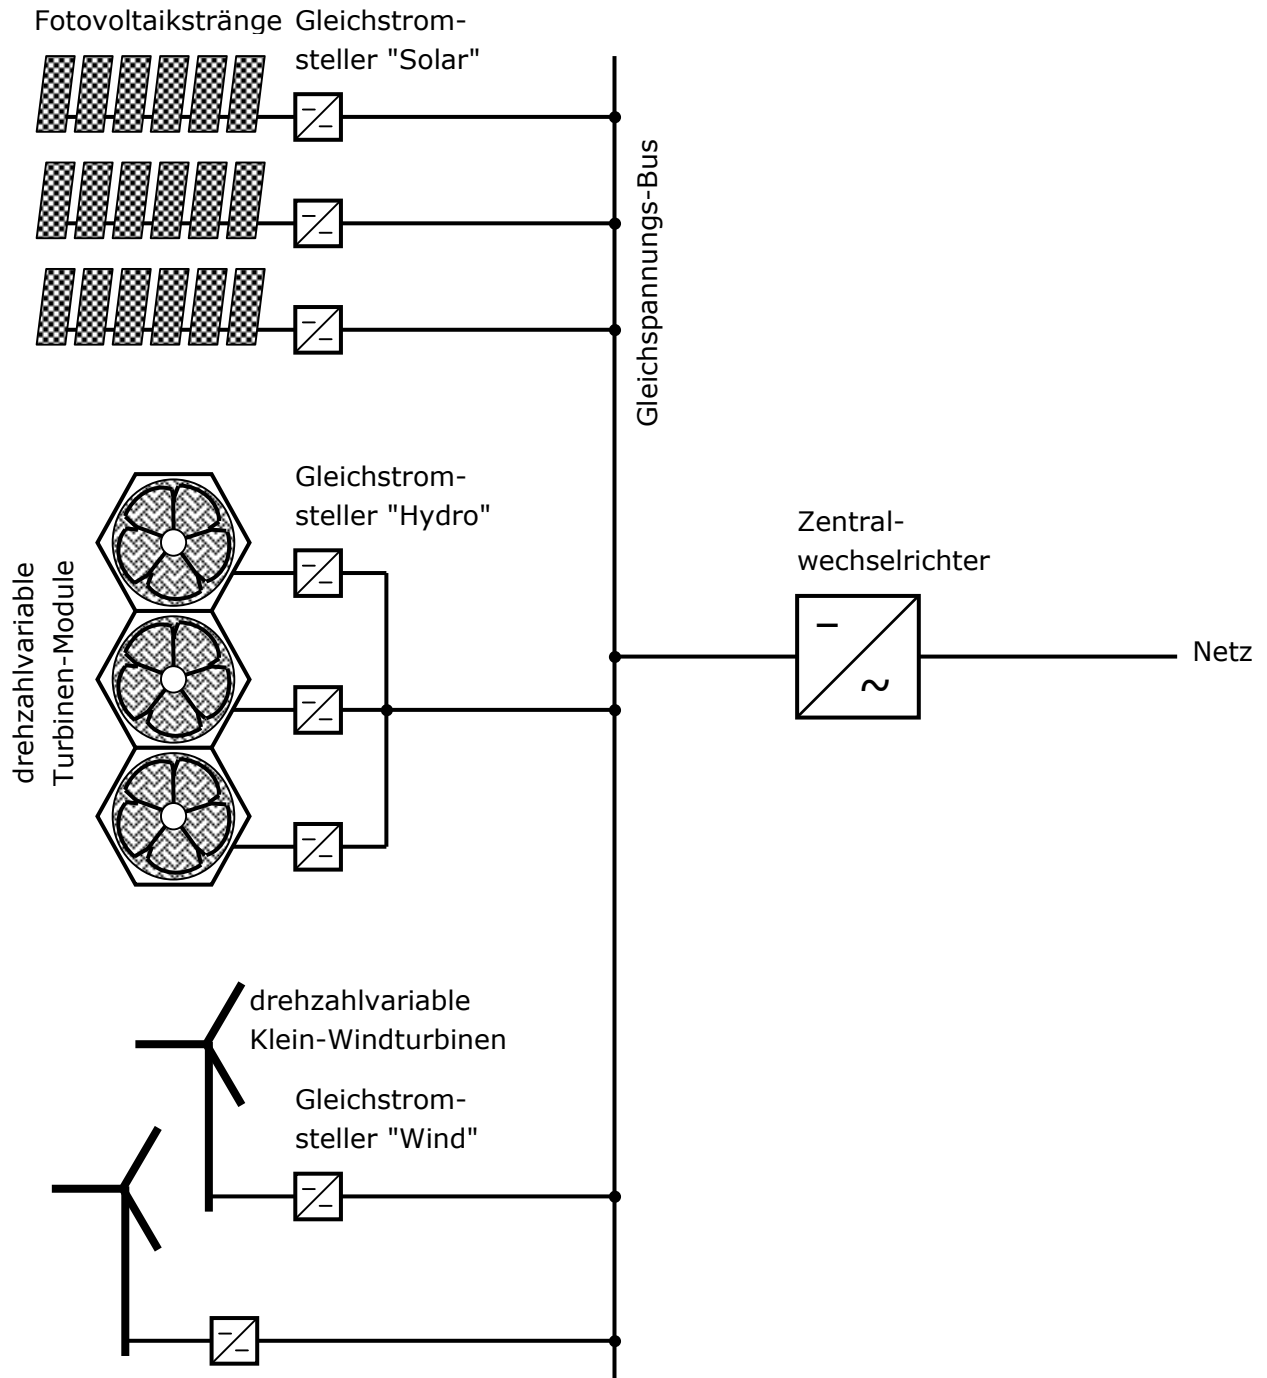 Fotovoltaikstränge
Gleichstrom-
steller "Solar"
Gleichspannungs-Bus
Gleichstrom-
steller "Hydro"
drehzahlvariable
Turbinen-Module
Zentral-
wechselrichter
Netz
drehzahlvariable
Klein-Windturbinen
Gleichstrom-
steller "Wind"